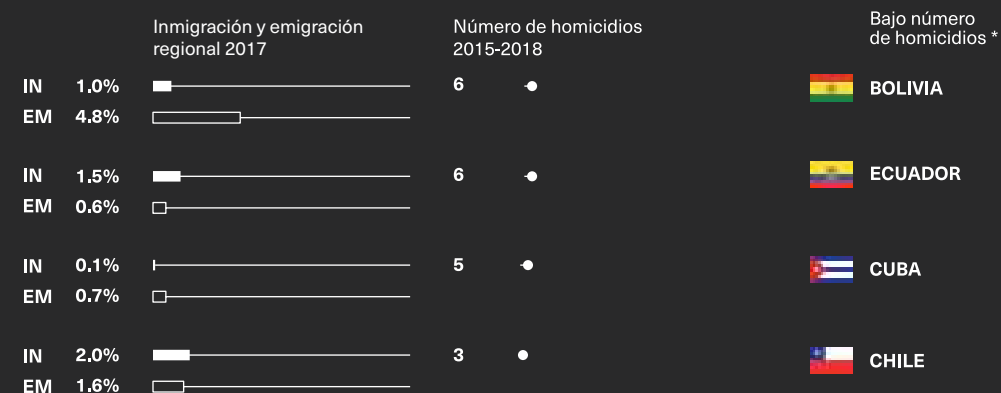 Inmigración y emigración
regional 2017
Número de homicidios
2015-2018
Bajo número
de homicidios *
IN 1.0% 6 BOLIVIA
EM 4.8%
IN 1.5% 6 ECUADOR
EM 0.6%
IN 0.1% 5 CUBA
EM 0.7%
IN 2.0% 3 CHILE
EM 1.6%